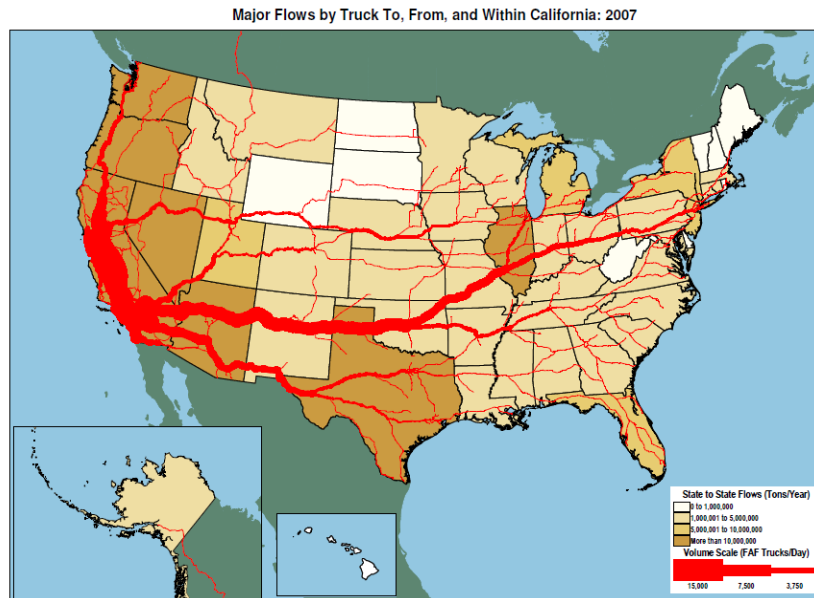 Major Flows by Truck To, From, and Within California: 2007
State to State Flows (Tons/Year)
0 to 1,000,000
1,000,001 to 5,000,000
5,000,001 to 10,000,000
More than 10,000,000
Volume Scale (FAF Trucks/Day)
15,000 7,500 3,750